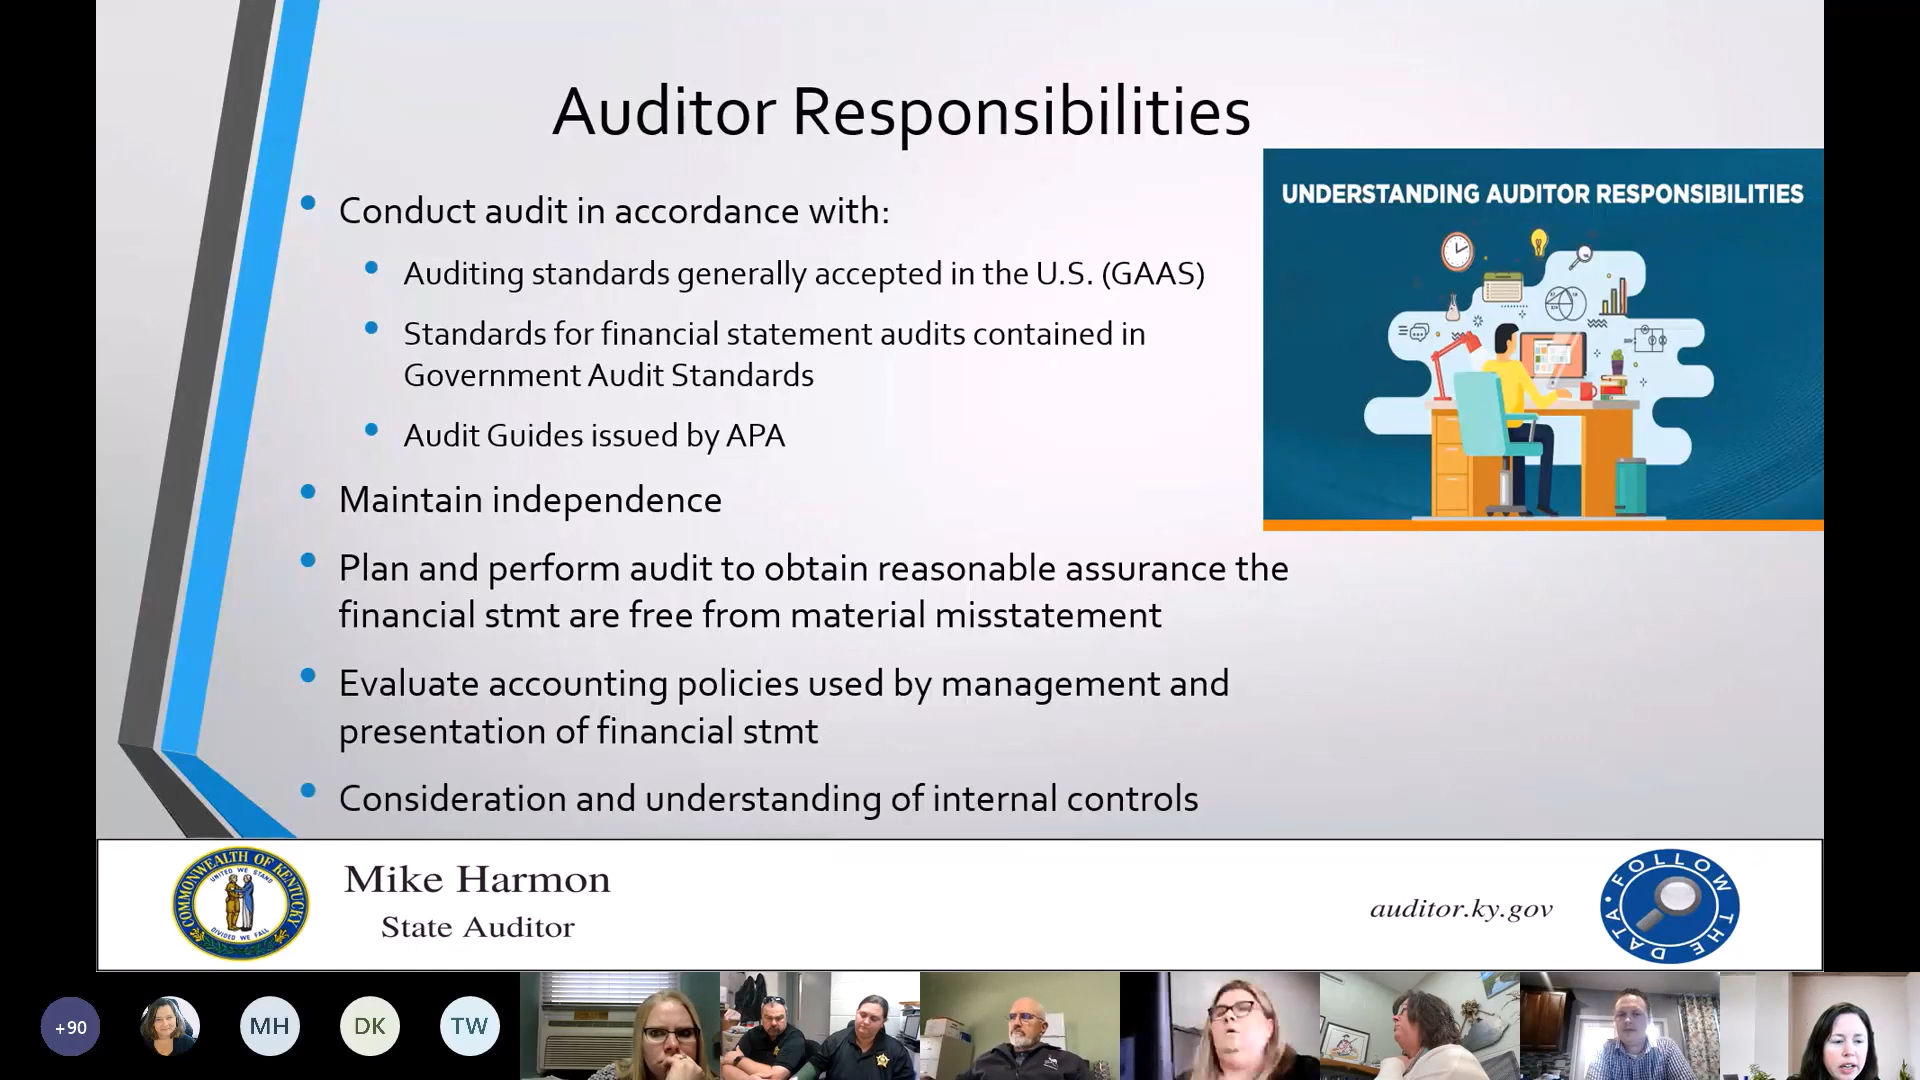 Auditor Responsibilities
Conduct audit in accordance with:
Auditing standards generally accepted in the U.S. (GAAS)
Standards for financial statement audits contained in
Government Audit Standards
Audit Guides issued by APA
Maintain independence
Plan and perform audit to obtain reasonable assurance the
financial stmt are free from material misstatement
Evaluate accounting policies used by management and
presentation of financial stmt
Consideration and understanding of internal controls
UNDERSTANDING AUDITOR RESPONSIBILITIES
COMMONWEALTH OF KENTUCKY
UNITED WE STAND
DIVIDED WE FALL
Mike Harmon
State Auditor
auditor.ky.gov
FOLLOW THE DATA
+90
MH
DK
TW